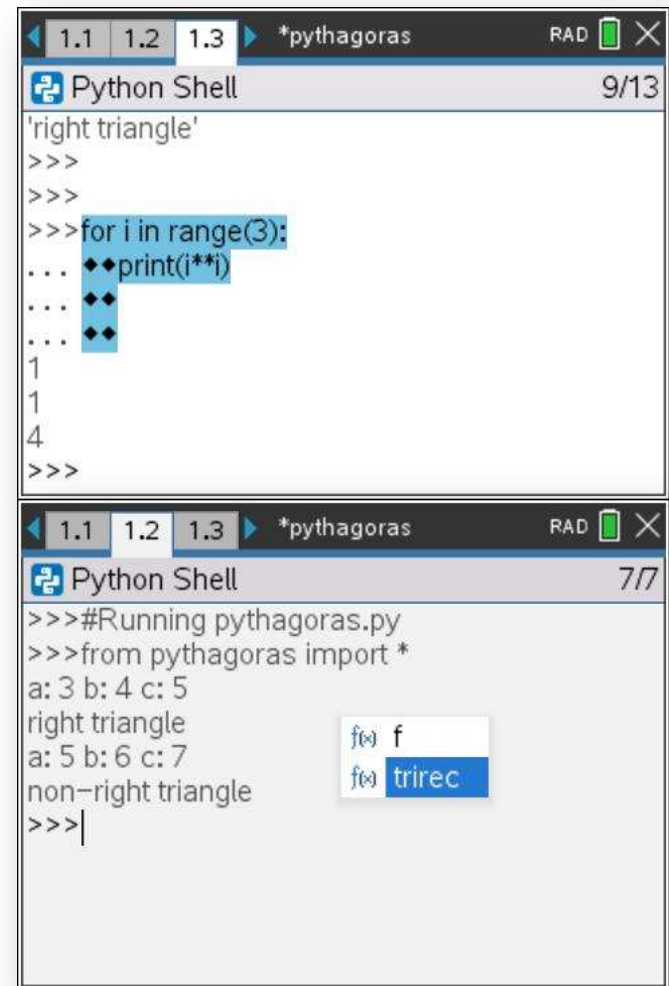 1.1 1.2 1.3 *pythagoras RAD
Python Shell 9/13
'right triangle'
>>>
>>>
>>>for i in range(3):
... ◆◆print(i**i)
... ◆◆
... ◆◆
1
1
4
>>>
1.1 1.2 1.3 *pythagoras RAD
Python Shell 7/7
>>>#Running pythagoras.py
>>>from pythagoras import *
a: 3 b: 4 c: 5
right triangle
a: 5 b: 6 c: 7
non-right triangle
>>>
f(x) f
f(x) trirec